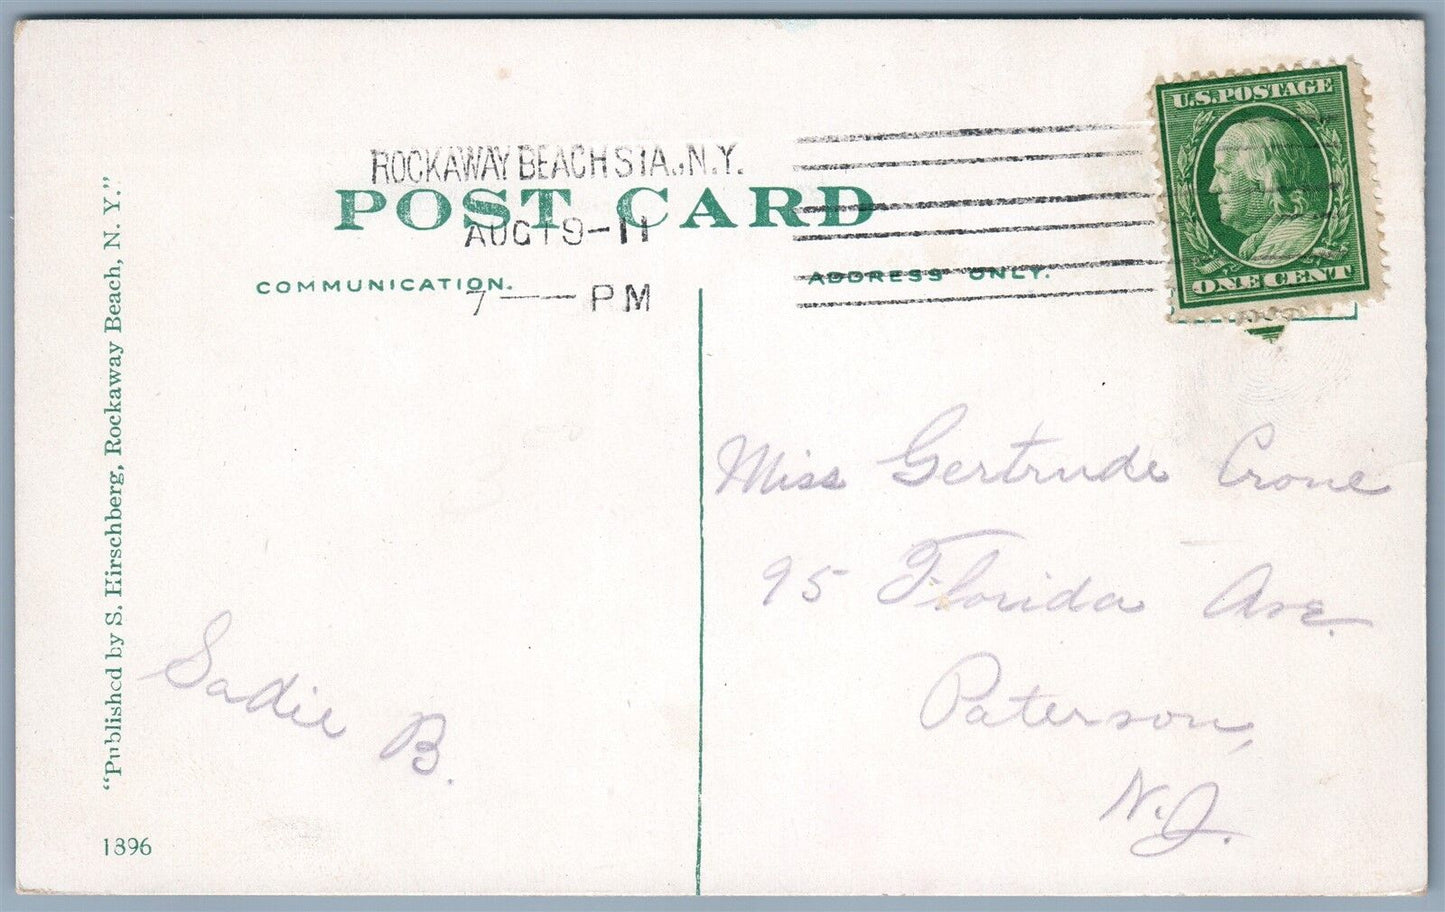 ROCKAWAY BEACH STA., N.Y.
POST CARD
AUG 19-11
7 — PM
COMMUNICATION.
ADDRESS ONLY.
U.S. POSTAGE
ONE CENT
"Published by S. Hirschberg, Rockaway Beach, N. Y."
Miss Gertrude Crone
95 Florida Ave.
Paterson,
N.J.
Sadie B.
1896